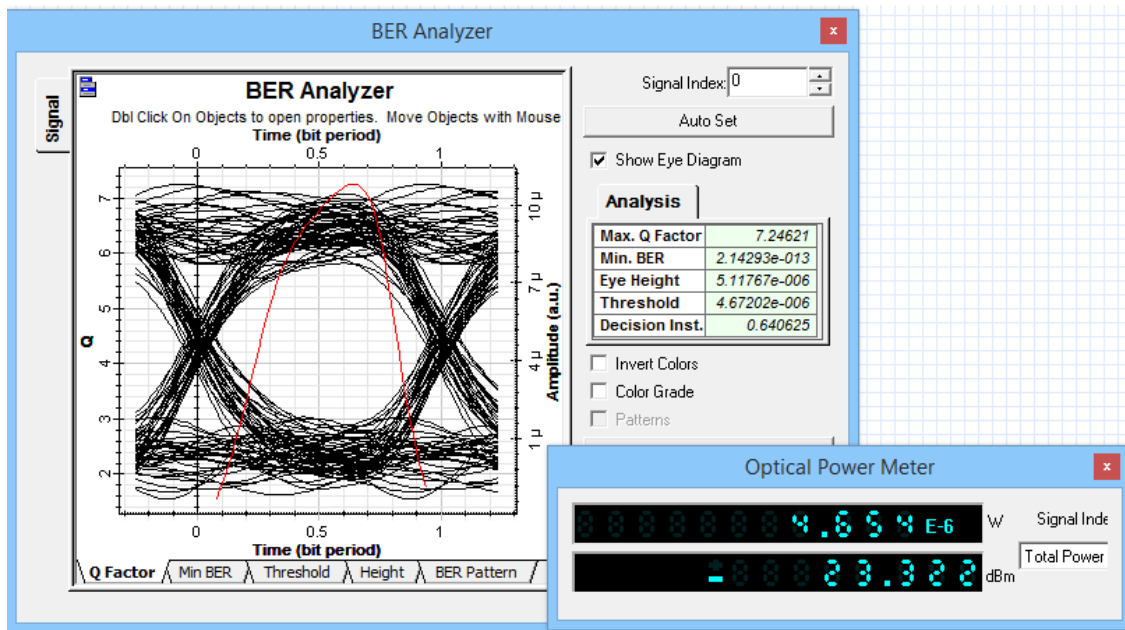 BER Analyzer
x
Signal
BER Analyzer
Dbl Click On Objects to open properties. Move Objects with Mouse
Time (bit period)
0 0.5 1
Q
7
6
5
4
3
2
10 µ
7 µ
4 µ
1 µ
Amplitude (a.u.)
0 0.5 1
Time (bit period)
Q Factor Min BER Threshold Height BER Pattern
Signal Index: 0
Auto Set
Show Eye Diagram
Analysis
Max. Q Factor 7.24621
Min. BER 2.14293e-013
Eye Height 5.11767e-006
Threshold 4.67202e-006
Decision Inst. 0.640625
Invert Colors
Color Grade
Patterns
Optical Power Meter
x
4.654 E-6 W
Signal Inde
Total Power
- 23.322 dBm